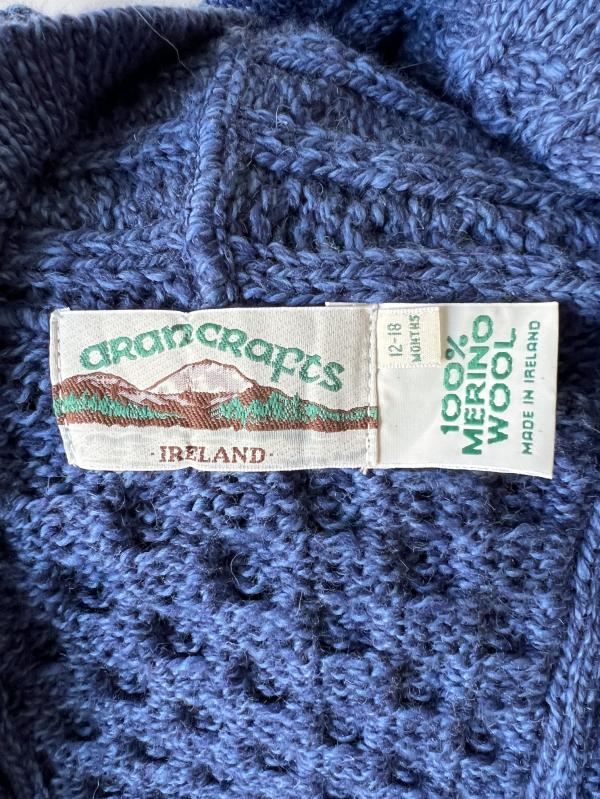 arancrafts
· IRELAND ·
12-18
MONTHS
100%
MERINO
WOOL
MADE IN IRELAND